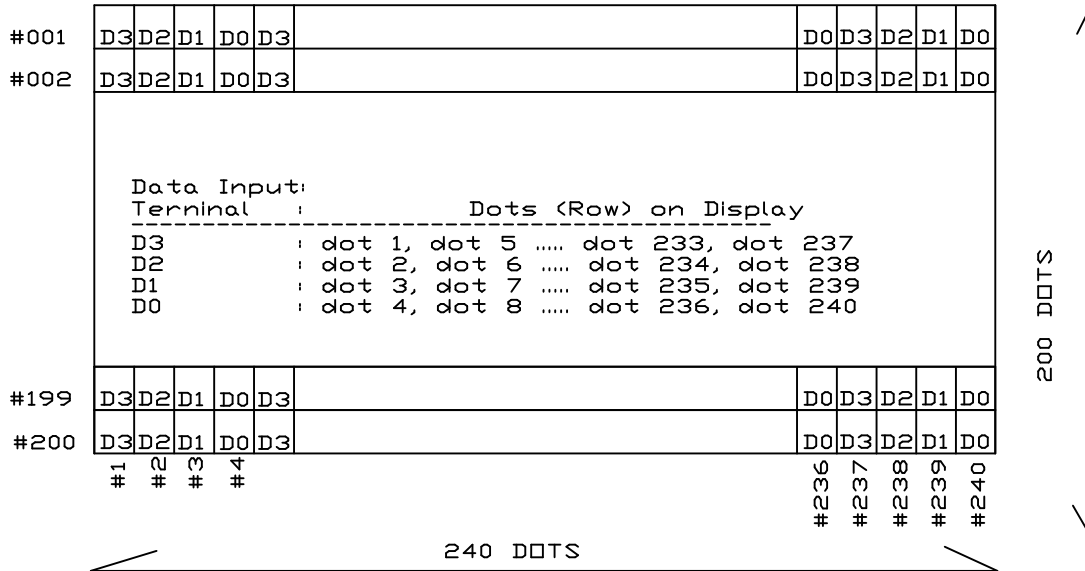 #001 D3 D2 D1 D0 D3 D0 D3 D2 D1 D0
#002 D3 D2 D1 D0 D3 D0 D3 D2 D1 D0
Data Input:
Terninal : Dots (Row) on Display
D3 : dot 1, dot 5 ..... dot 233, dot 237
D2 : dot 2, dot 6 ..... dot 234, dot 238
D1 : dot 3, dot 7 ..... dot 235, dot 239
D0 : dot 4, dot 8 ..... dot 236, dot 240
200 DOTS
#199 D3 D2 D1 D0 D3 D0 D3 D2 D1 D0
#200 D3 D2 D1 D0 D3 D0 D3 D2 D1 D0
#1 #2 #3 #4 #236 #237 #238 #239 #240
240 DOTS